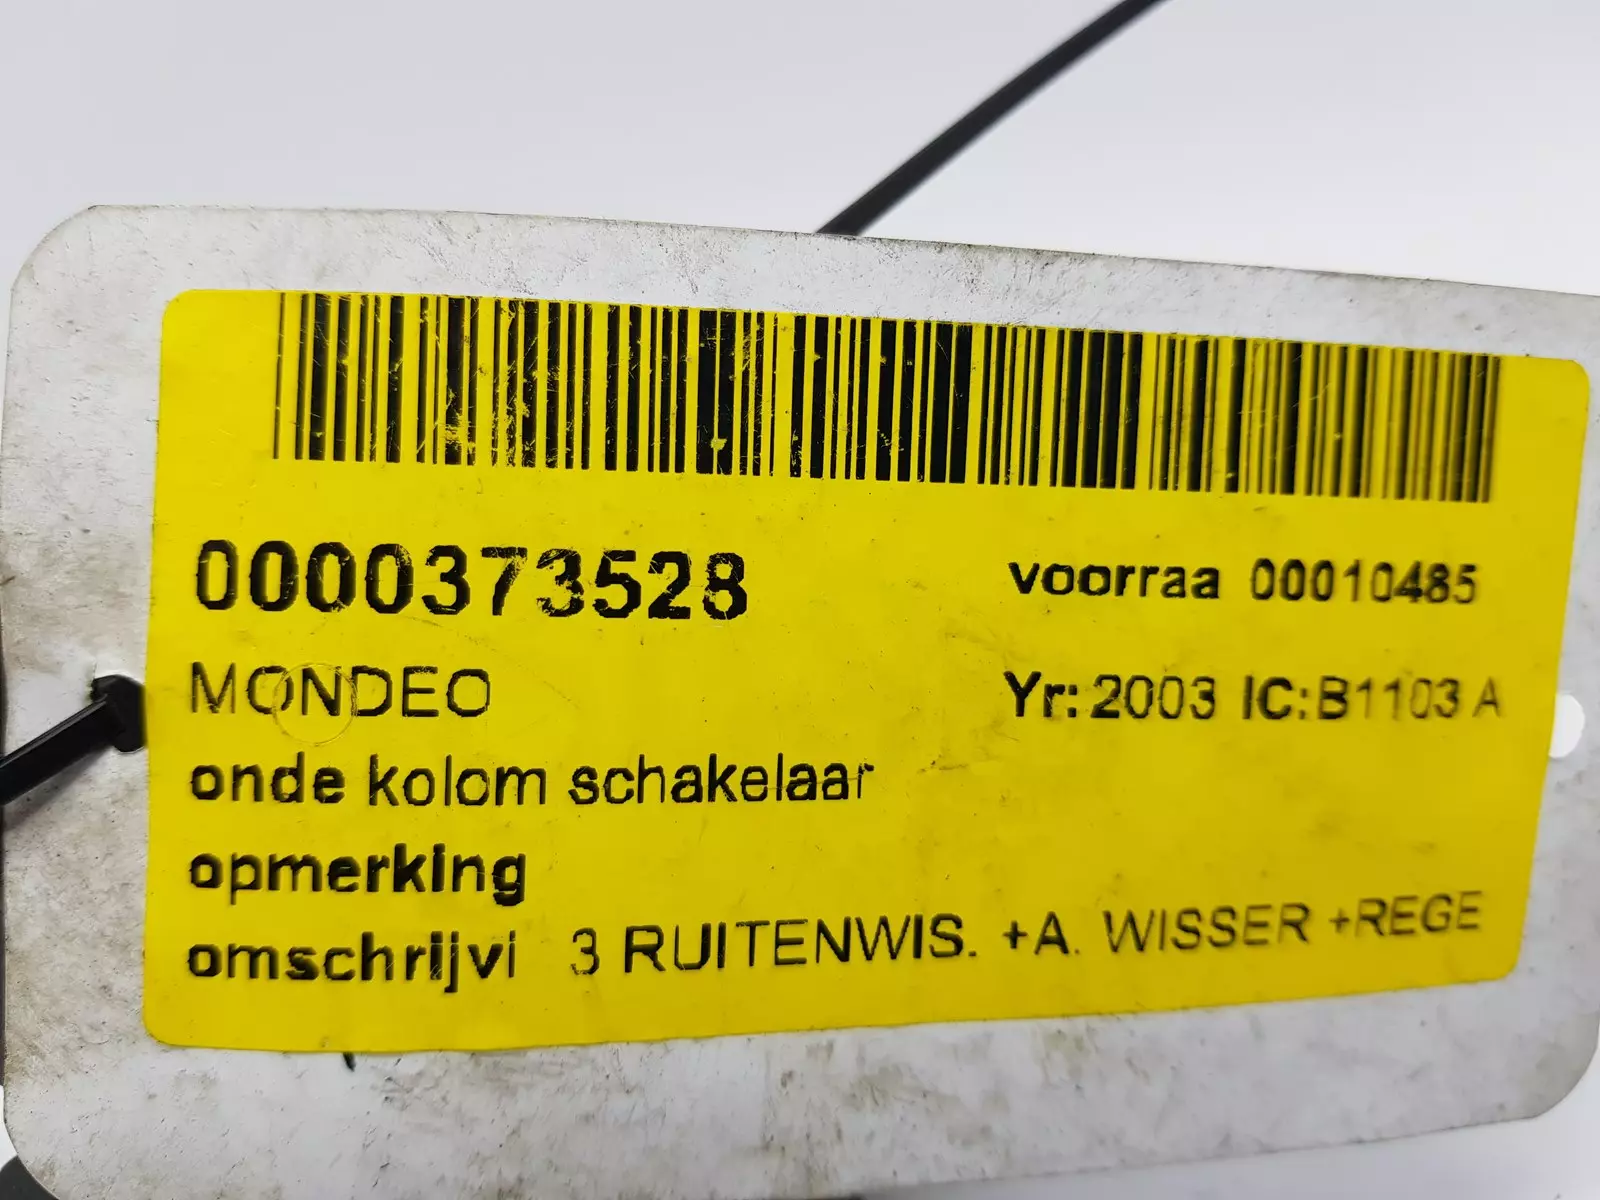 0000373528 voorraa 00010485
MONDEO Yr: 2003 IC:B1103 A
onde kolom schakelaar
opmerking
omschrijvi 3 RUITENWIS. +A. WISSER +REGE